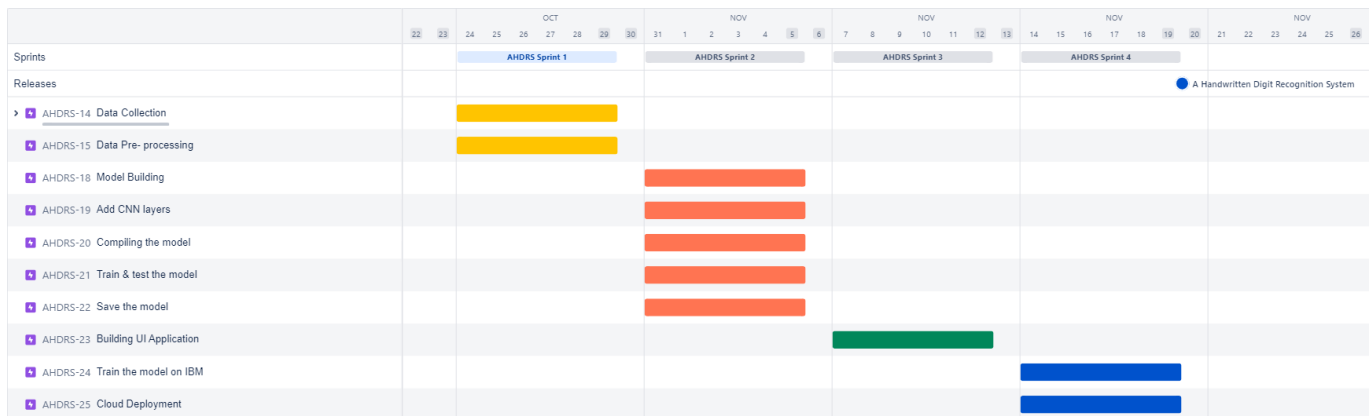 OCT NOV NOV NOV NOV
22 23 24 25 26 27 28 29 30 31 1 2 3 4 5 6 7 8 9 10 11 12 13 14 15 16 17 18 19 20 21 22 23 24 25 26
Sprints AHDRS Sprint 1 AHDRS Sprint 2 AHDRS Sprint 3 AHDRS Sprint 4
Releases A Handwritten Digit Recognition System
AHDRS-14 Data Collection
AHDRS-15 Data Pre- processing
AHDRS-18 Model Building
AHDRS-19 Add CNN layers
AHDRS-20 Compiling the model
AHDRS-21 Train & test the model
AHDRS-22 Save the model
AHDRS-23 Building UI Application
AHDRS-24 Train the model on IBM
AHDRS-25 Cloud Deployment